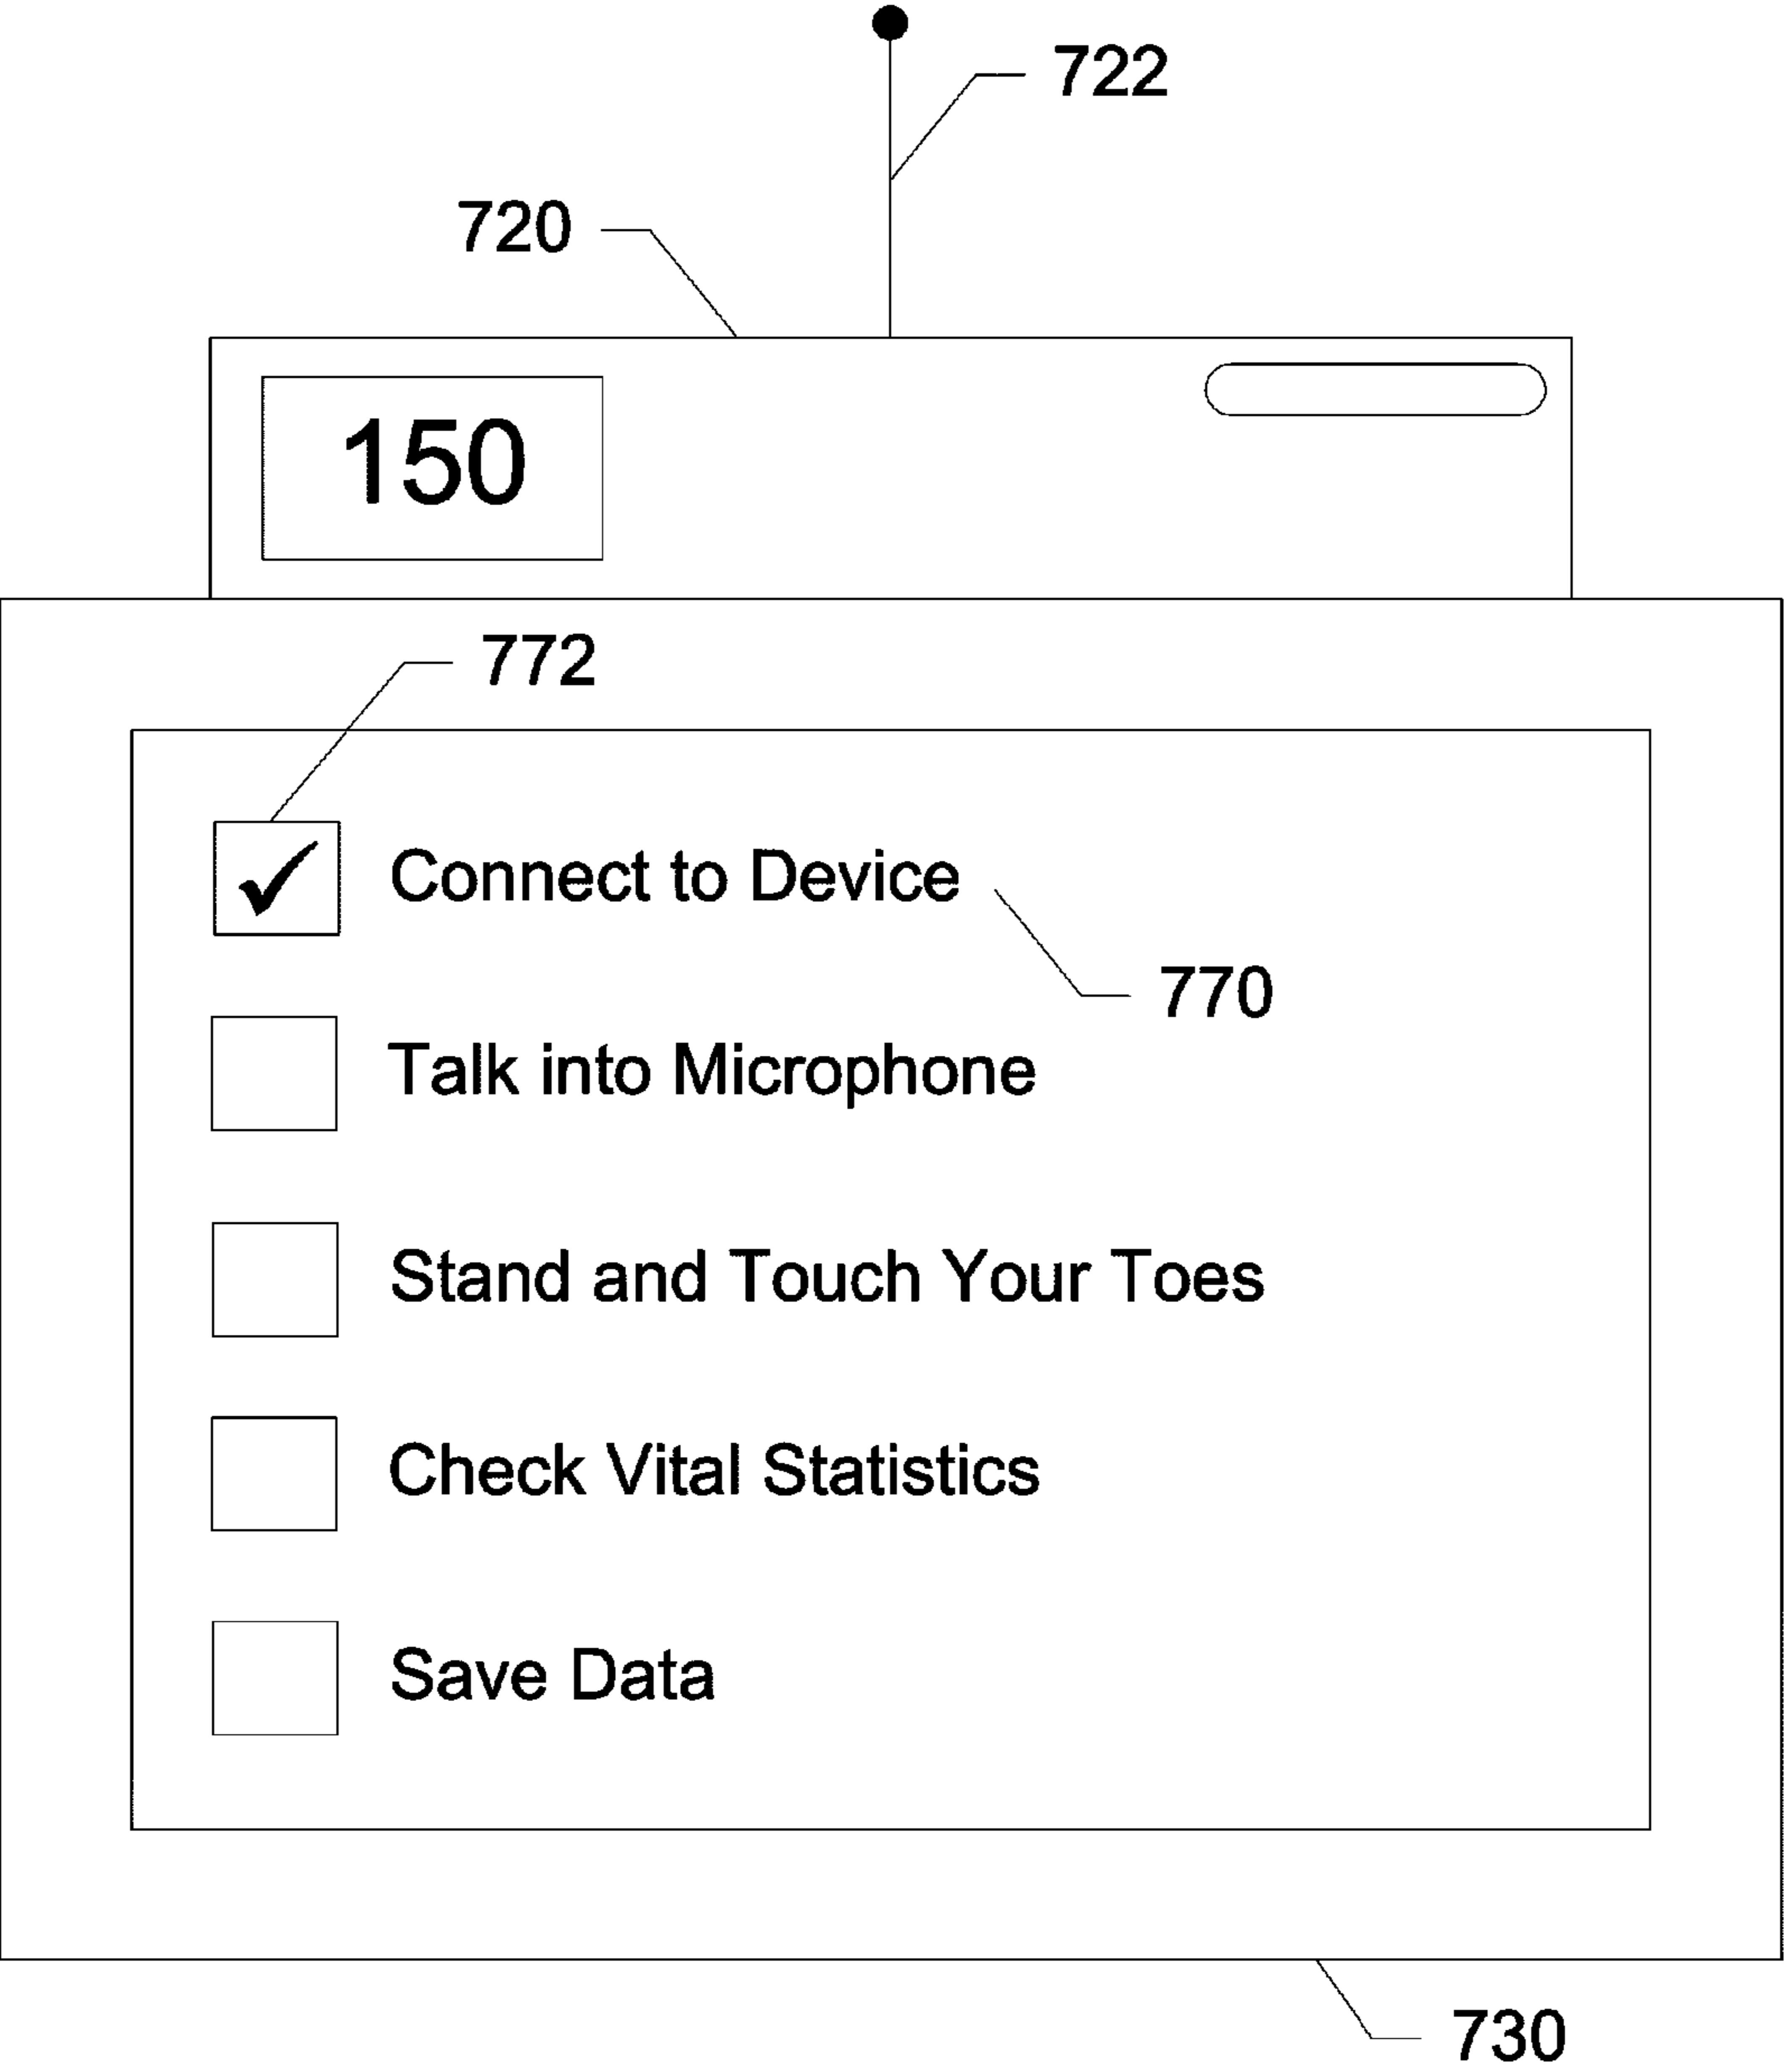 722
720
150
772
✓ Connect to Device
770
Talk into Microphone
Stand and Touch Your Toes
Check Vital Statistics
Save Data
730